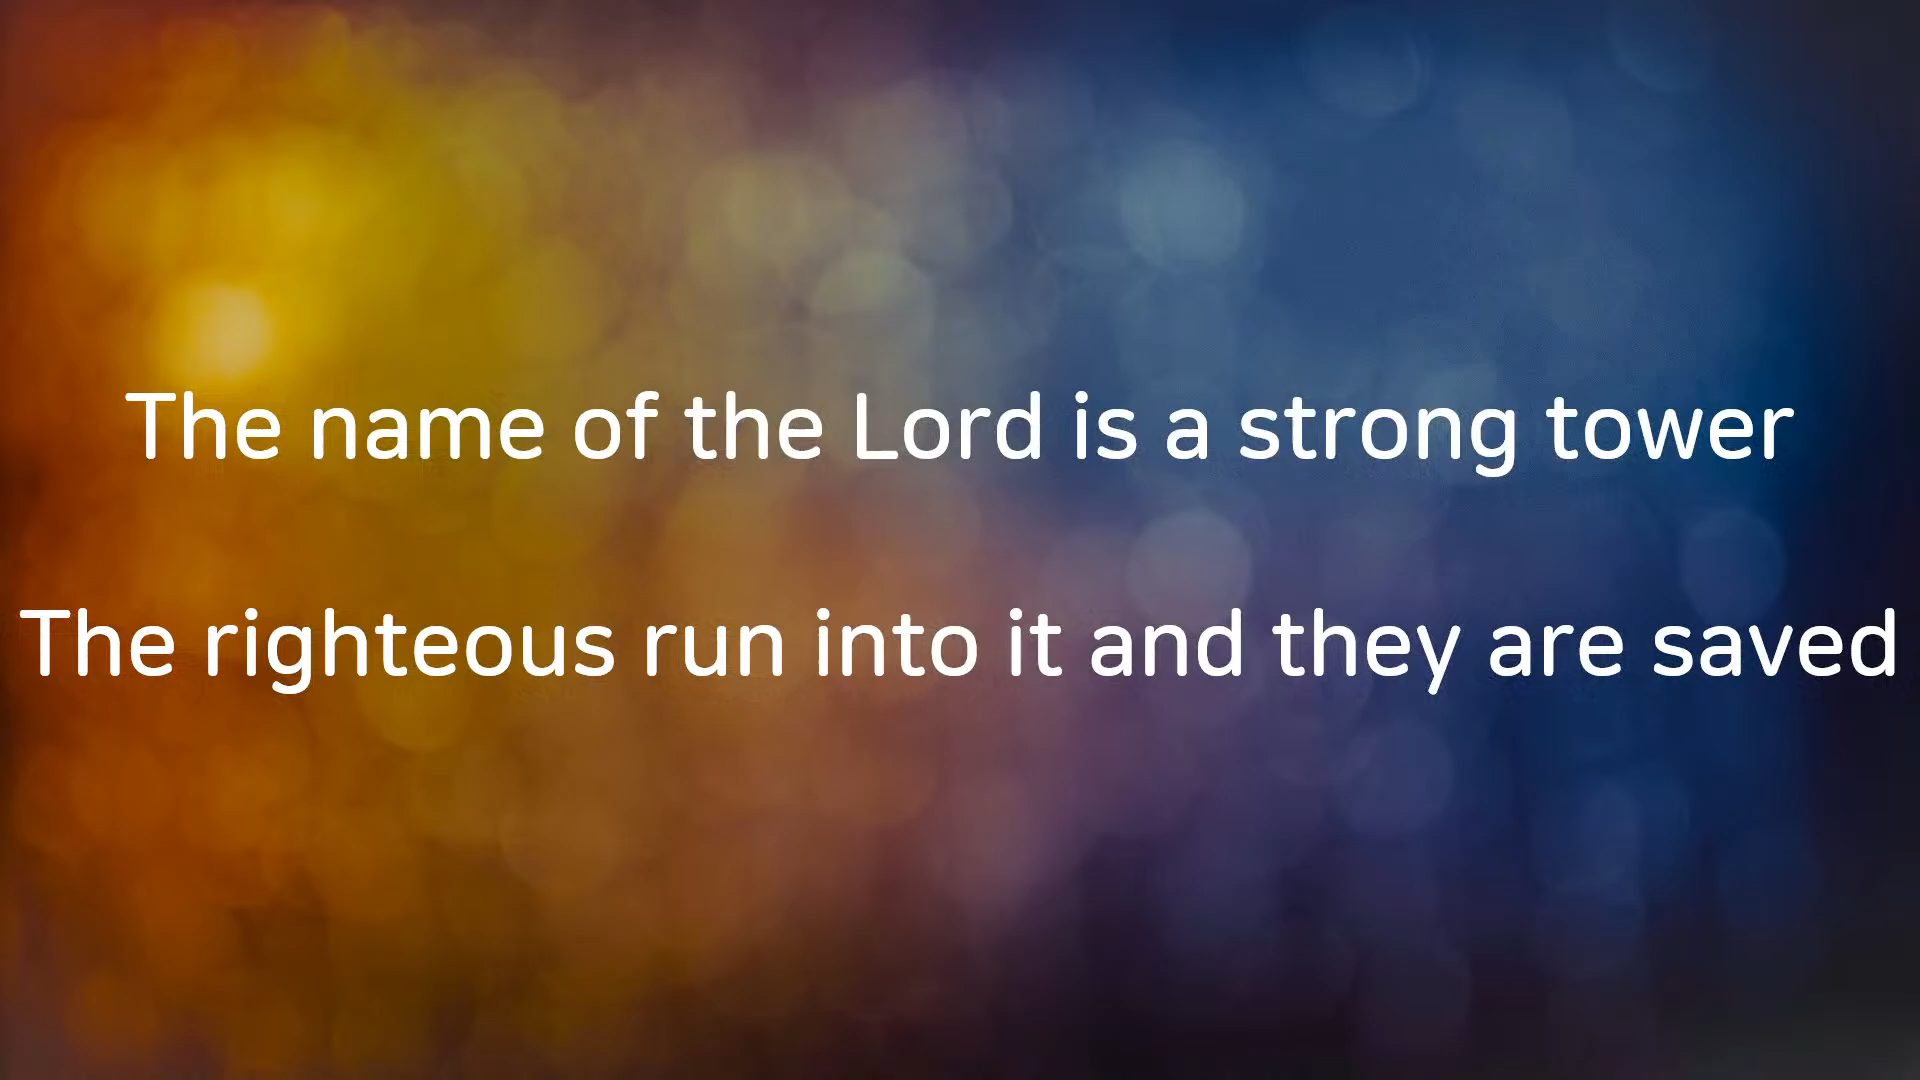 The name of the Lord is a strong tower
The righteous run into it and they are saved